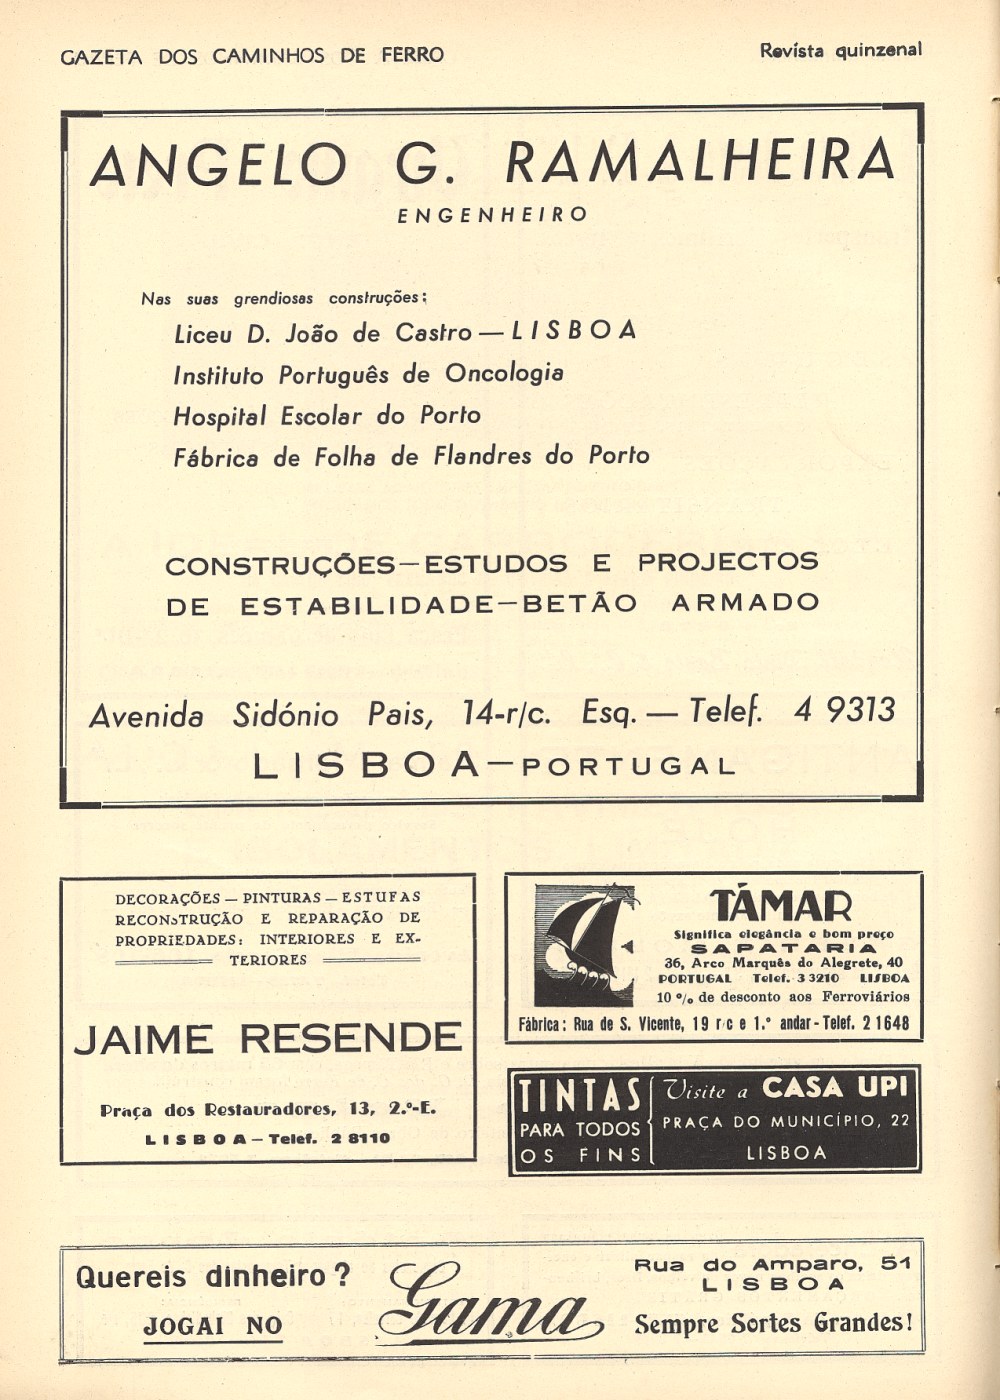 GAZETA DOS CAMINHOS DE FERRO
Revista quinzenal
ANGELO G. RAMALHEIRA
ENGENHEIRO
Nas suas grendiosas construções:
Liceu D. João de Castro — LISBOA
Instituto Português de Oncologia
Hospital Escolar do Porto
Fábrica de Folha de Flandres do Porto
CONSTRUÇÕES — ESTUDOS E PROJECTOS
DE ESTABILIDADE — BETÃO ARMADO
Avenida Sidónio Pais, 14-r/c. Esq. — Telef. 4 9313
LISBOA — PORTUGAL
DECORAÇÕES — PINTURAS — ESTUFAS
RECONSTRUÇÃO E REPARAÇÃO DE
PROPRIEDADES: INTERIORES E EX-
TERIORES
JAIME RESENDE
Praça dos Restauradores, 13, 2.º-E.
LISBOA — Telef. 2 8110
TÁMAR
Significa elegância e bom preço
SAPATARIA
36, Arco Marquês do Alegrete, 40
PORTUGAL Telef. 3 3210 LISBOA
10 % de desconto aos Ferroviários
Fábrica: Rua de S. Vicente, 19 r/c e 1.º andar - Telef. 2 1648
TINTAS
PARA TODOS
OS FINS
Visite a CASA UPI
PRAÇA DO MUNICÍPIO, 22
LISBOA
Quereis dinheiro?
JOGAI NO
Gama
Rua do Amparo, 51
LISBOA
Sempre Sortes Grandes!